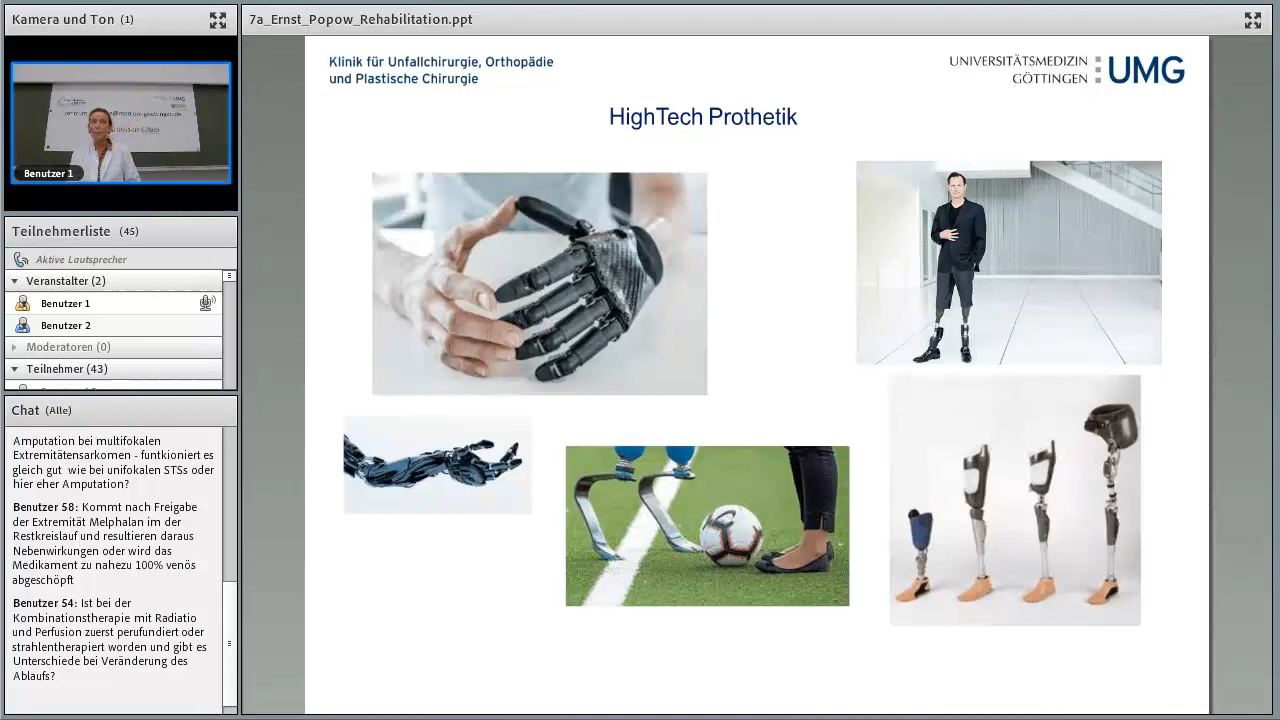 Kamera und Ton (1)
7a_Ernst_Popow_Rehabilitation.ppt
Benutzer 1
Teilnehmerliste (45)
Aktive Lautsprecher
Veranstalter (2)
Benutzer 1
Benutzer 2
Moderatoren (0)
Teilnehmer (43)
Chat (Alle)
Amputation bei multifokalen
Extremitätensarkomen - funtkioniert es
gleich gut wie bei unifokalen STSs oder
hier eher Amputation?
Benutzer 58: Kommt nach Freigabe
der Extremität Melphalan im der
Restkreislauf und resultieren daraus
Nebenwirkungen oder wird das
Medikament zu nahezu 100% venös
abgeschöpft
Benutzer 54: Ist bei der
Kombinationstherapie mit Radiatio
und Perfusion zuerst perufundiert oder
strahlentherapiert worden und gibt es
Unterschiede bei Veränderung des
Ablaufs?
Klinik für Unfallchirurgie, Orthopädie
und Plastische Chirurgie
UNIVERSITÄTSMEDIZIN
GÖTTINGEN
UMG
HighTech Prothetik